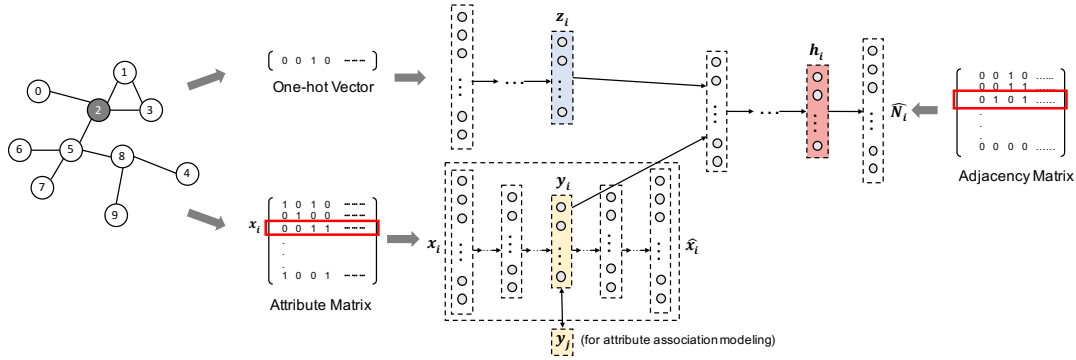 0
1
2
3
4
5
6
7
8
9
0 0 1 0 -----
One-hot Vector
x_i
1 0 1 0 -----
0 1 0 0 -----
0 0 1 1 -----
.
.
.
1 0 0 1 -----
Attribute Matrix
z_i
x_i
y_i
x̂_i
y_j (for attribute association modeling)
h_i
N̂_i
0 0 1 0 ......
0 0 1 1 ......
0 1 0 1 ......
.
.
.
0 0 0 0 ......
Adjacency Matrix